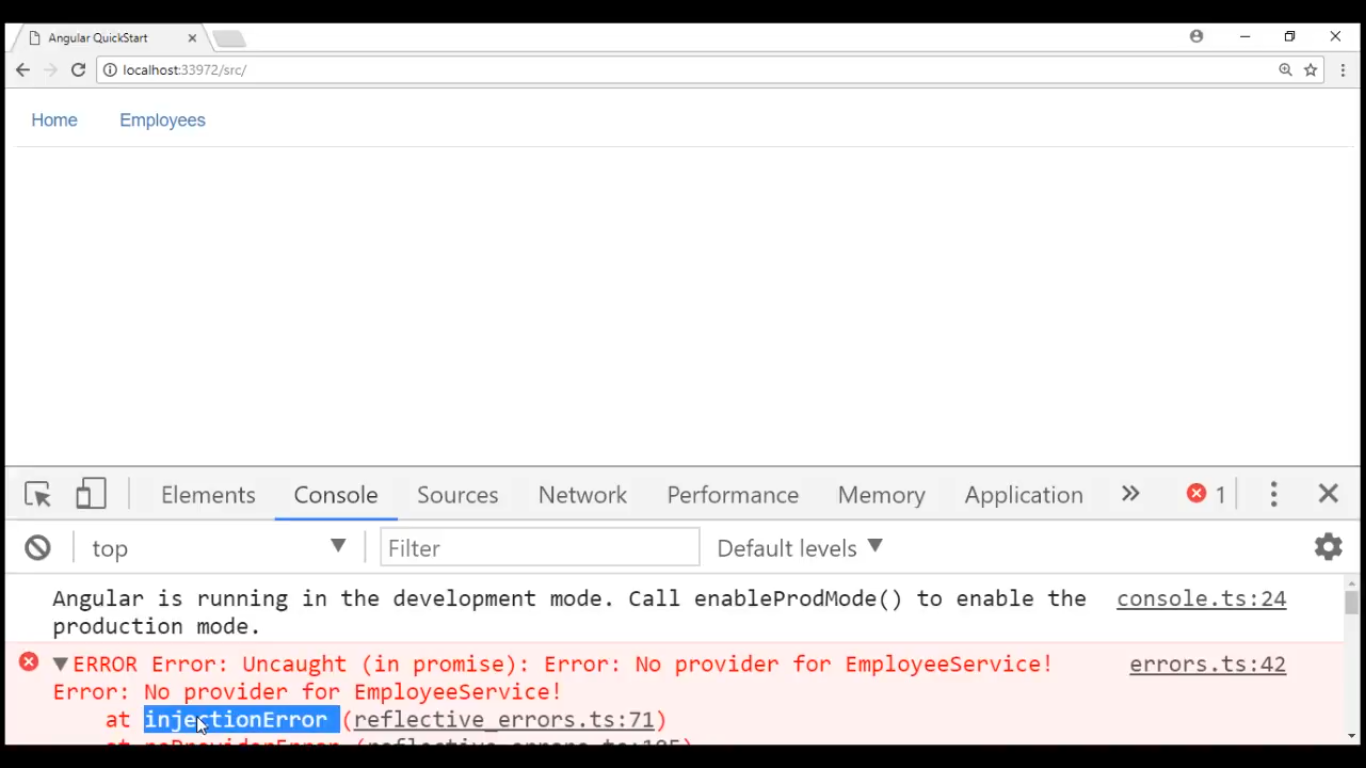 Angular QuickStart
localhost:33972/src/
Home Employees
Elements Console Sources Network Performance Memory Application 1
top Filter Default levels
Angular is running in the development mode. Call enableProdMode() to enable the console.ts:24
production mode.
ERROR Error: Uncaught (in promise): Error: No provider for EmployeeService! errors.ts:42
Error: No provider for EmployeeService!
at injectionError (reflective_errors.ts:71)